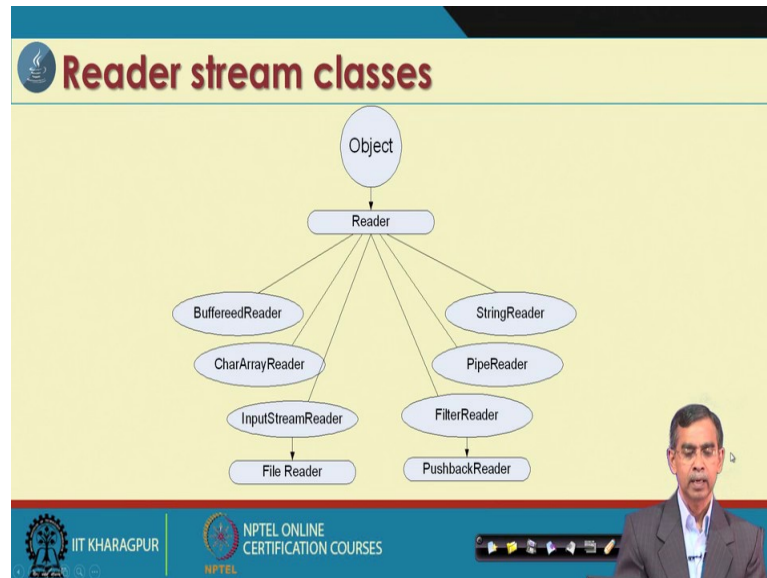 Reader stream classes
Object
Reader
BuffereedReader
StringReader
CharArrayReader
PipeReader
InputStreamReader
FilterReader
File Reader
PushbackReader
IIT KHARAGPUR
NPTEL
NPTEL ONLINE
CERTIFICATION COURSES